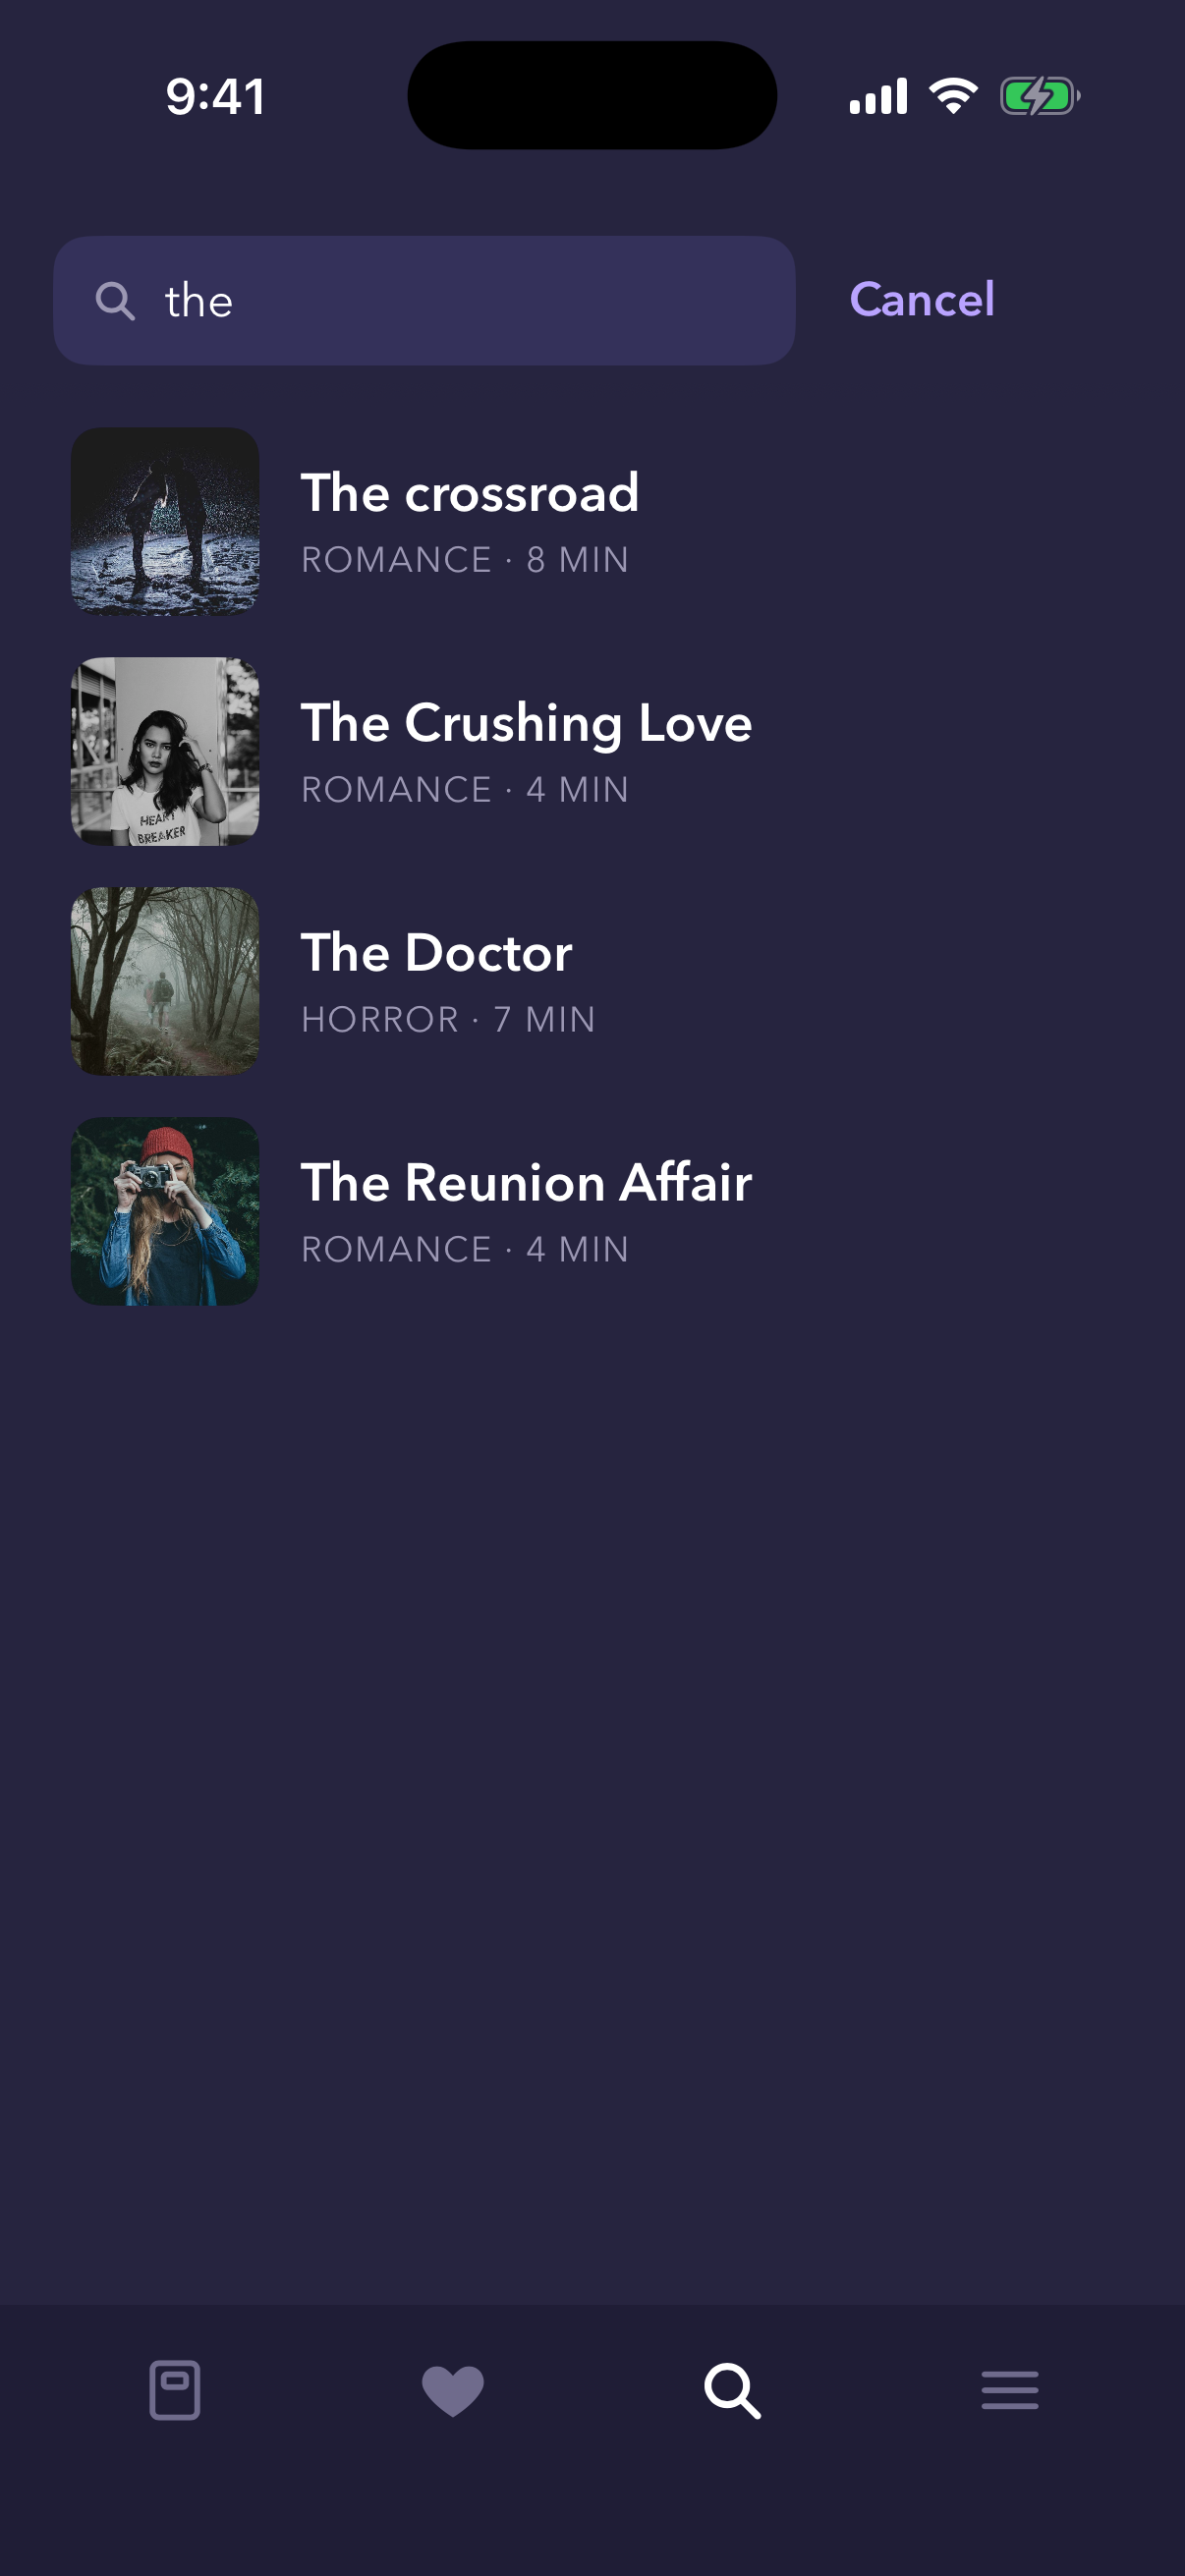 9:41
the
Cancel
The crossroad
ROMANCE · 8 MIN
The Crushing Love
ROMANCE · 4 MIN
HEART
BREAKER
The Doctor
HORROR · 7 MIN
The Reunion Affair
ROMANCE · 4 MIN